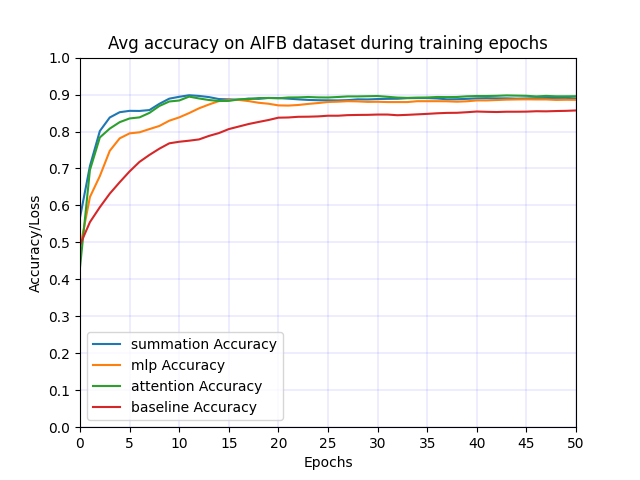 Avg accuracy on AIFB dataset during training epochs
1.0
0.9
0.8
0.7
0.6
0.5
0.4
0.3
0.2
0.1
0.0
Accuracy/Loss
summation Accuracy
mlp Accuracy
attention Accuracy
baseline Accuracy
0 5 10 15 20 25 30 35 40 45 50
Epochs